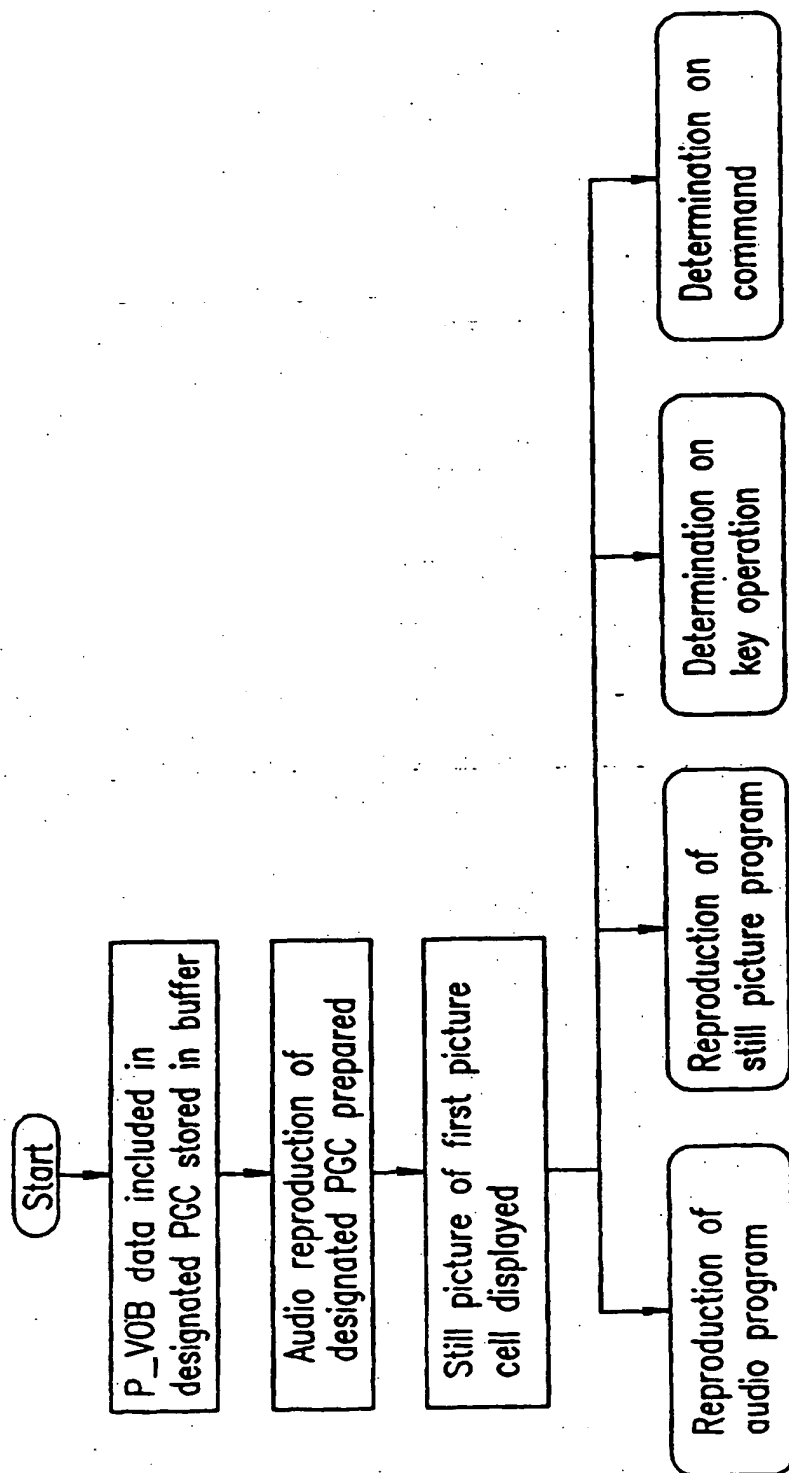 Start
P_VOB data included in
designated PGC stored in buffer
Audio reproduction of
designated PGC prepared
Still picture of first picture
cell displayed
Reproduction of
audio program
Reproduction of
still picture program
Determination on
key operation
Determination on
command